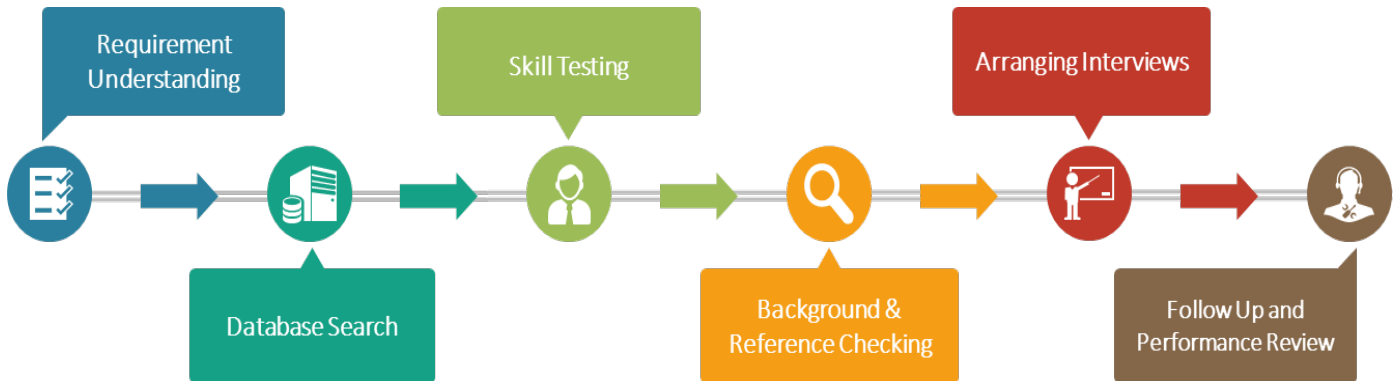 Requirement
Understanding
Database Search
Skill Testing
Background &
Reference Checking
Arranging Interviews
Follow Up and
Performance Review